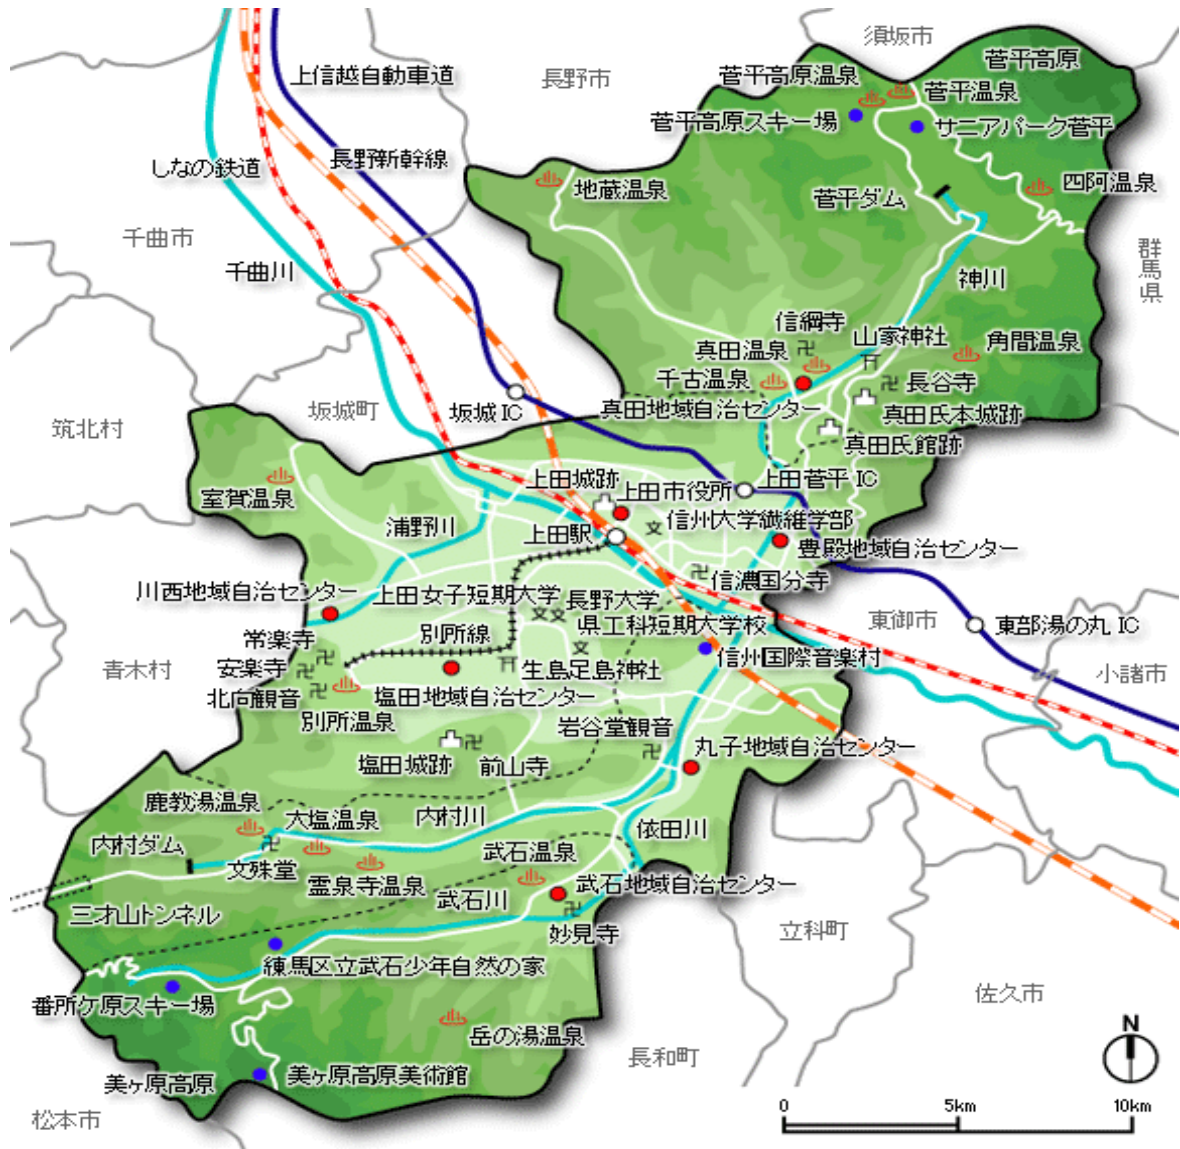 須坂市
菅平高原
上信越自動車道
長野市
菅平高原温泉
菅平温泉
菅平高原スキー場
サニアパーク菅平
長野新幹線
しなの鉄道
地蔵温泉
菅平ダム
四阿温泉
千曲市
千曲川
群馬県
神川
信綱寺
山家神社
真田温泉
角間温泉
千古温泉
長谷寺
坂城町
坂城IC
真田地域自治センター
真田氏本城跡
筑北村
真田氏館跡
室賀温泉
上田城跡
上田市役所
上田菅平IC
浦野川
上田駅
信州大学繊維学部
豊殿地域自治センター
信濃国分寺
川西地域自治センター
上田女子短期大学
長野大学
県工科短期大学校
東御市
東部湯の丸IC
常楽寺
別所線
青木村
安楽寺
生島足島神社
信州国際音楽村
小諸市
北向観音
塩田地域自治センター
別所温泉
岩谷堂観音
丸子地域自治センター
塩田城跡
前山寺
鹿教湯温泉
大塩温泉
内村川
依田川
内村ダム
文殊堂
霊泉寺温泉
武石温泉
武石川
武石地域自治センター
三才山トンネル
妙見寺
立科町
練馬区立武石少年自然の家
番所ケ原スキー場
佐久市
岳の湯温泉
長和町
美ヶ原高原
美ヶ原高原美術館
松本市
N
0
5km
10km